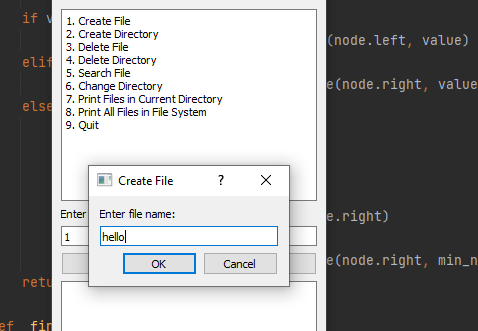 if v
(node.left, value)
elif
e(node.right, value
else
1. Create File
2. Create Directory
3. Delete File
4. Delete Directory
5. Search File
6. Change Directory
7. Print Files in Current Directory
8. Print All Files in File System
9. Quit
Create File ?
Enter file name:
hello
OK Cancel
Enter
1
e.right)
e(node.right, min_n
retu
ef _fin